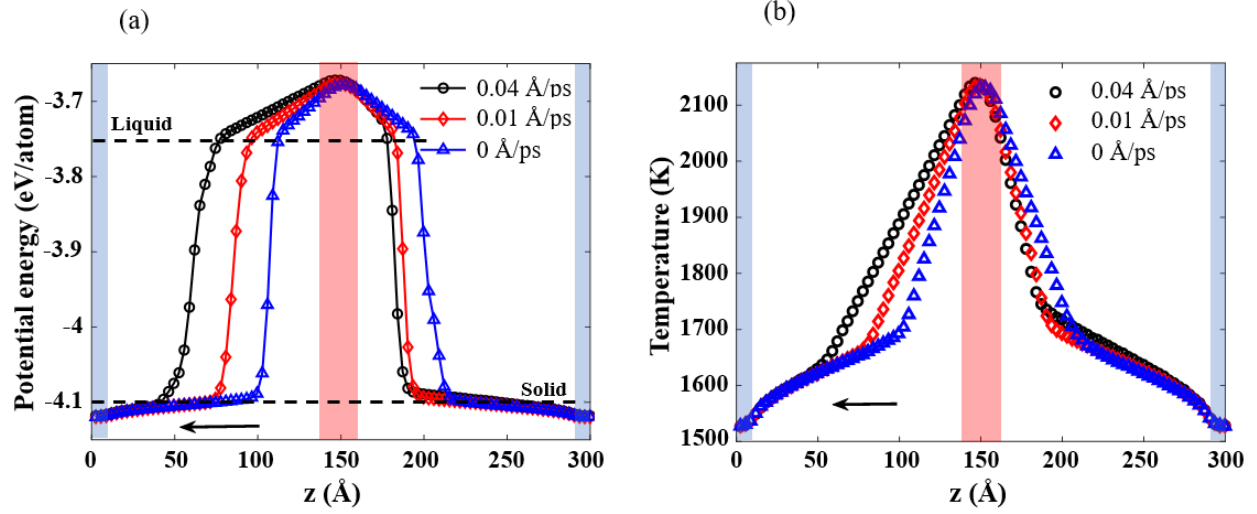 (a)
Potential energy (eV/atom)
-3.7
-3.8
-3.9
-4
-4.1
0
50
100
150
200
250
300
z (Å)
Liquid
Solid
0.04 Å/ps
0.01 Å/ps
0 Å/ps
(b)
Temperature (K)
2100
2000
1900
1800
1700
1600
1500
0
50
100
150
200
250
300
z (Å)
0.04 Å/ps
0.01 Å/ps
0 Å/ps